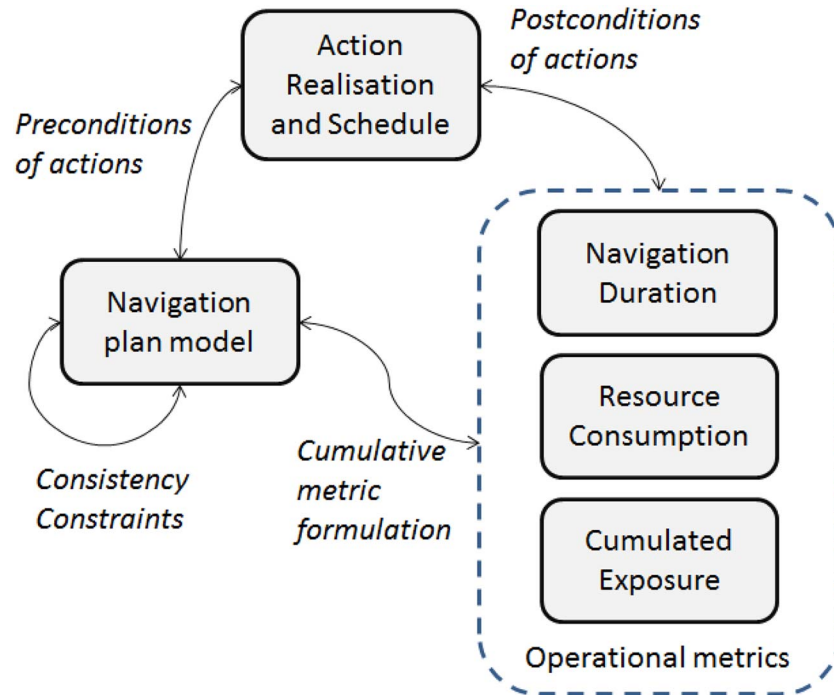 Action
Realisation
and Schedule
Postconditions
of actions
Preconditions
of actions
Navigation
plan model
Consistency
Constraints
Cumulative
metric
formulation
Navigation
Duration
Resource
Consumption
Cumulated
Exposure
Operational metrics